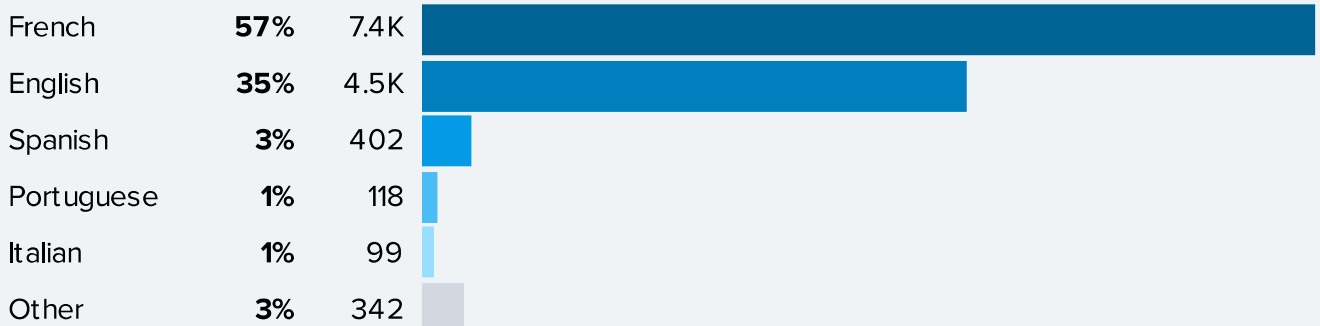 French 57% 7.4K
English 35% 4.5K
Spanish 3% 402
Portuguese 1% 118
Italian 1% 99
Other 3% 342